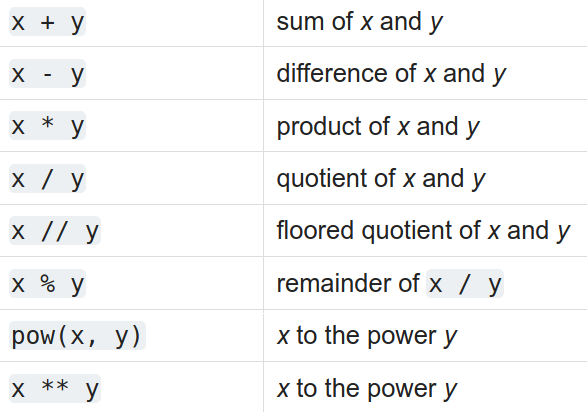 x + y sum of x and y
x - y difference of x and y
x * y product of x and y
x / y quotient of x and y
x // y floored quotient of x and y
x % y remainder of x / y
pow(x, y) x to the power y
x ** y x to the power y